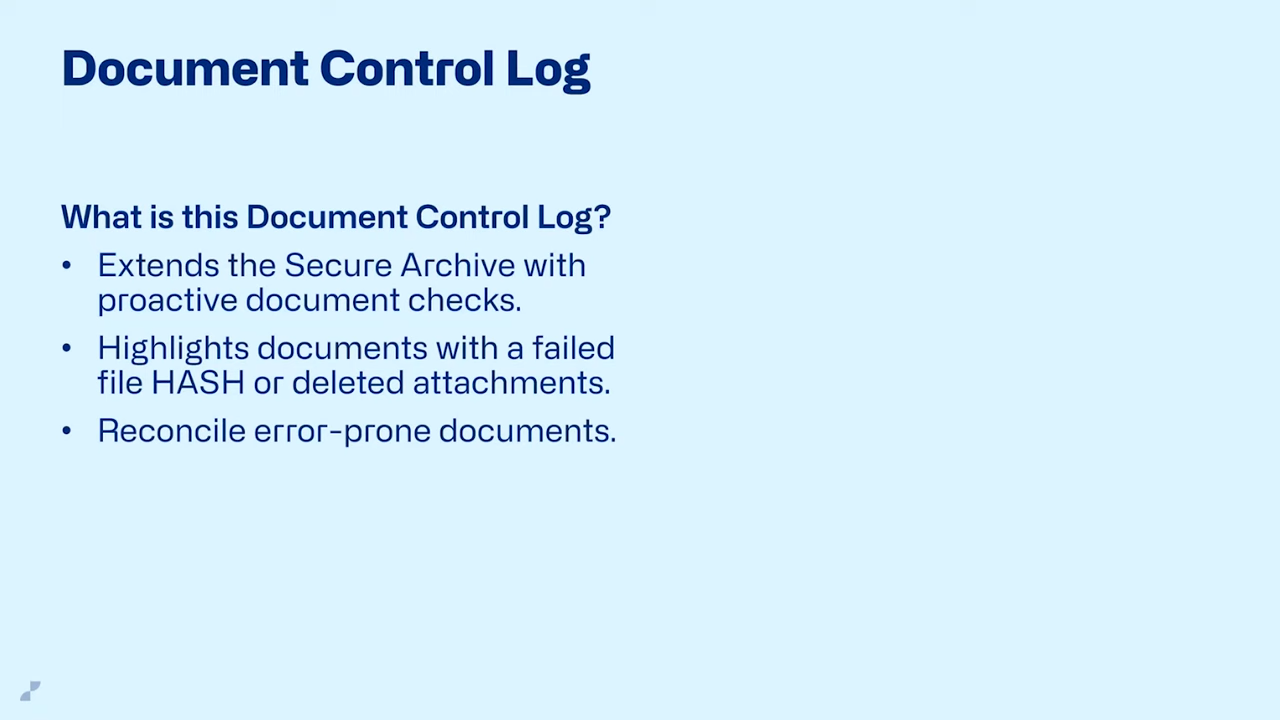 Document Control Log
What is this Document Control Log?
• Extends the Secure Archive with
proactive document checks.
• Highlights documents with a failed
file HASH or deleted attachments.
• Reconcile error-prone documents.